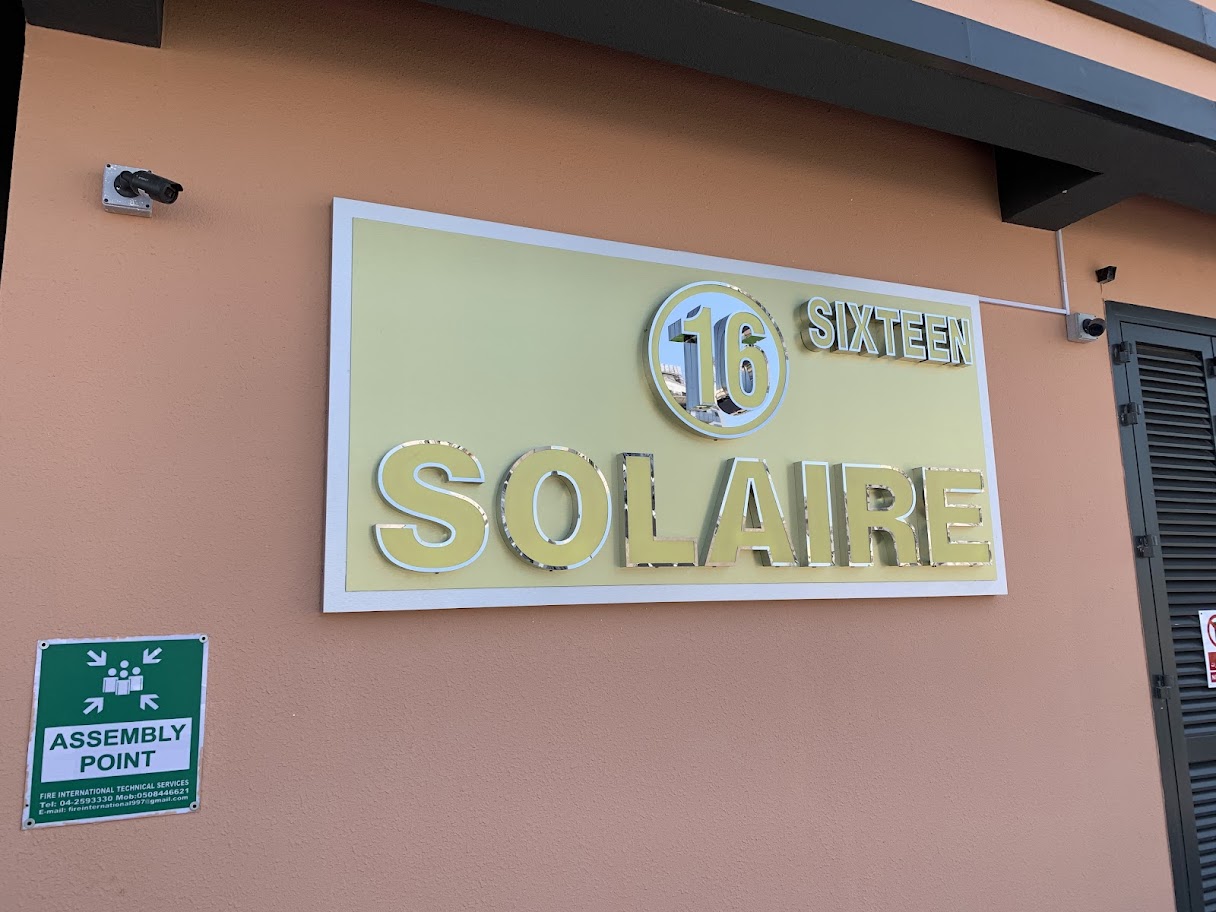 16 SIXTEEN
SOLAIRE
ASSEMBLY
POINT
FIRE INTERNATIONAL TECHNICAL SERVICES
Tel: 04-2593330 Mob:0508446621
E-mail: fireinternational997@gmail.com